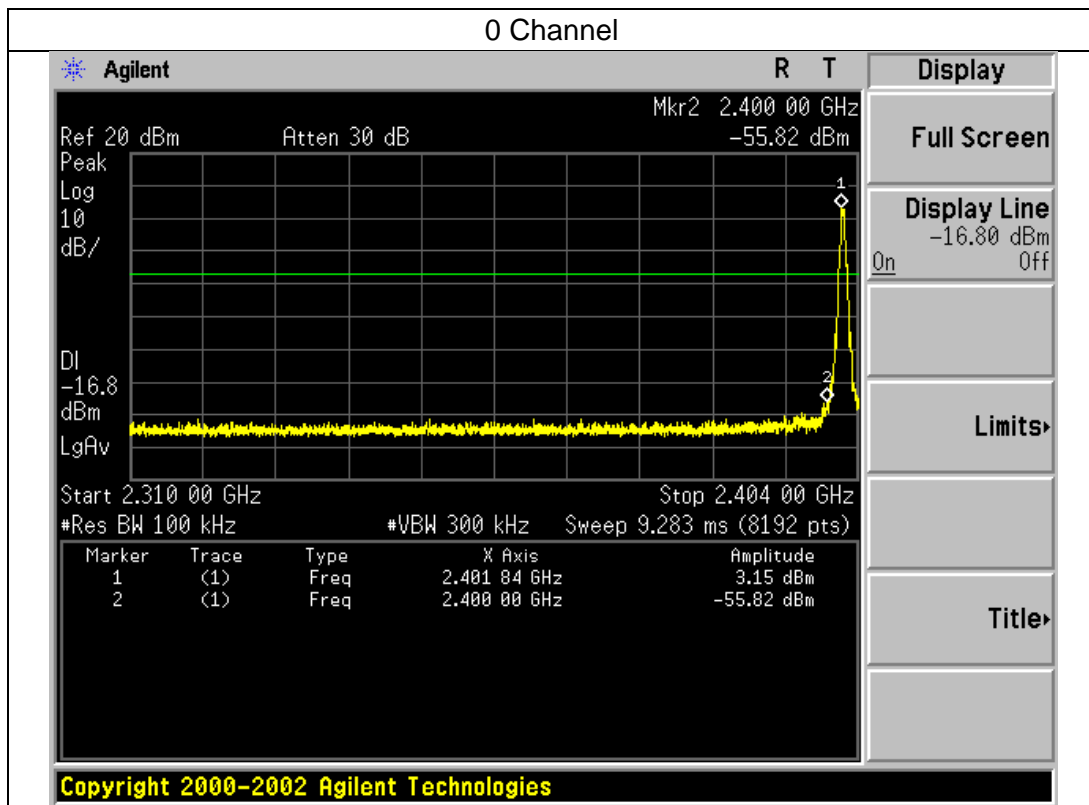 0 Channel
Agilent R T Display
Mkr2 2.400 00 GHz
Ref 20 dBm Atten 30 dB -55.82 dBm Full Screen
Peak
Log
10
dB/
1
Display Line
-16.80 dBm
On Off
DI
-16.8
dBm
2
LgAv
Limits
Start 2.310 00 GHz Stop 2.404 00 GHz
#Res BW 100 kHz #VBW 300 kHz Sweep 9.283 ms (8192 pts)
Marker Trace Type X Axis Amplitude
1 (1) Freq 2.401 84 GHz 3.15 dBm
2 (1) Freq 2.400 00 GHz -55.82 dBm
Title
Copyright 2000-2002 Agilent Technologies